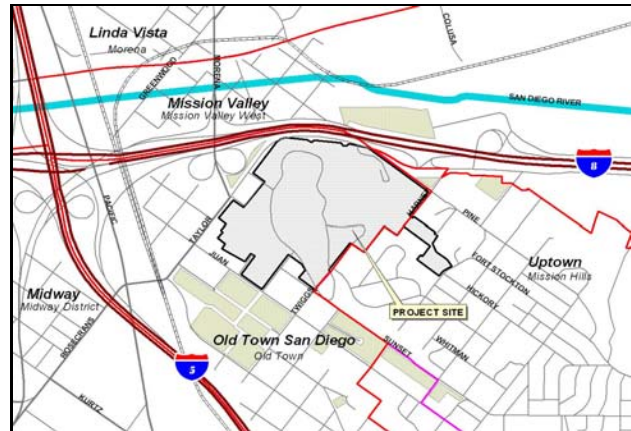 Linda Vista
Morena
GREENWOOD
MORENA
COLUSA
Mission Valley
Mission Valley West
SAN DIEGO RIVER
8
PACIFIC
TAYLOR
JUAN
PINE
FORT STOCKTON
Uptown
Mission Hills
HICKORY
Midway
Midway District
ROSECRANS
TWIGGS
PROJECT SITE
Old Town San Diego
Old Town
SUNSET
WHITMAN
5
KURTZ